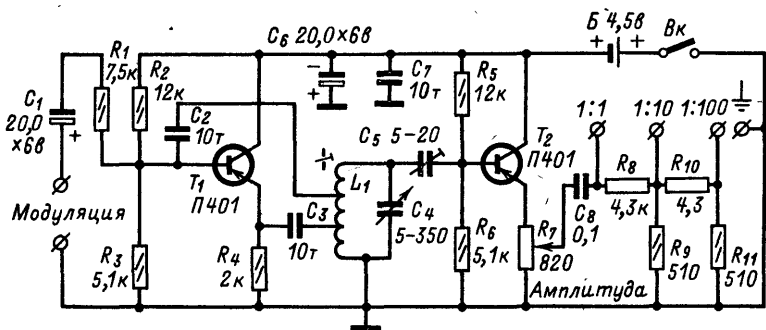 C1
20,0
×6в
+
R1
7,5к
R2
12к
C2
10т
C6 20,0×6в
−
+
C7
10т
R5
12к
Б 4,5в
+
+
Вк
1:1
1:10
1:100
T1
П401
L1
C5 5-20
C4
5-350
C3
10т
T2
П401
R8
4,3к
R10
4,3
C8
0,1
Модуляция
R3
5,1к
R4
2к
R6
5,1к
R7
820
Амплитуда
R9
510
R11
510